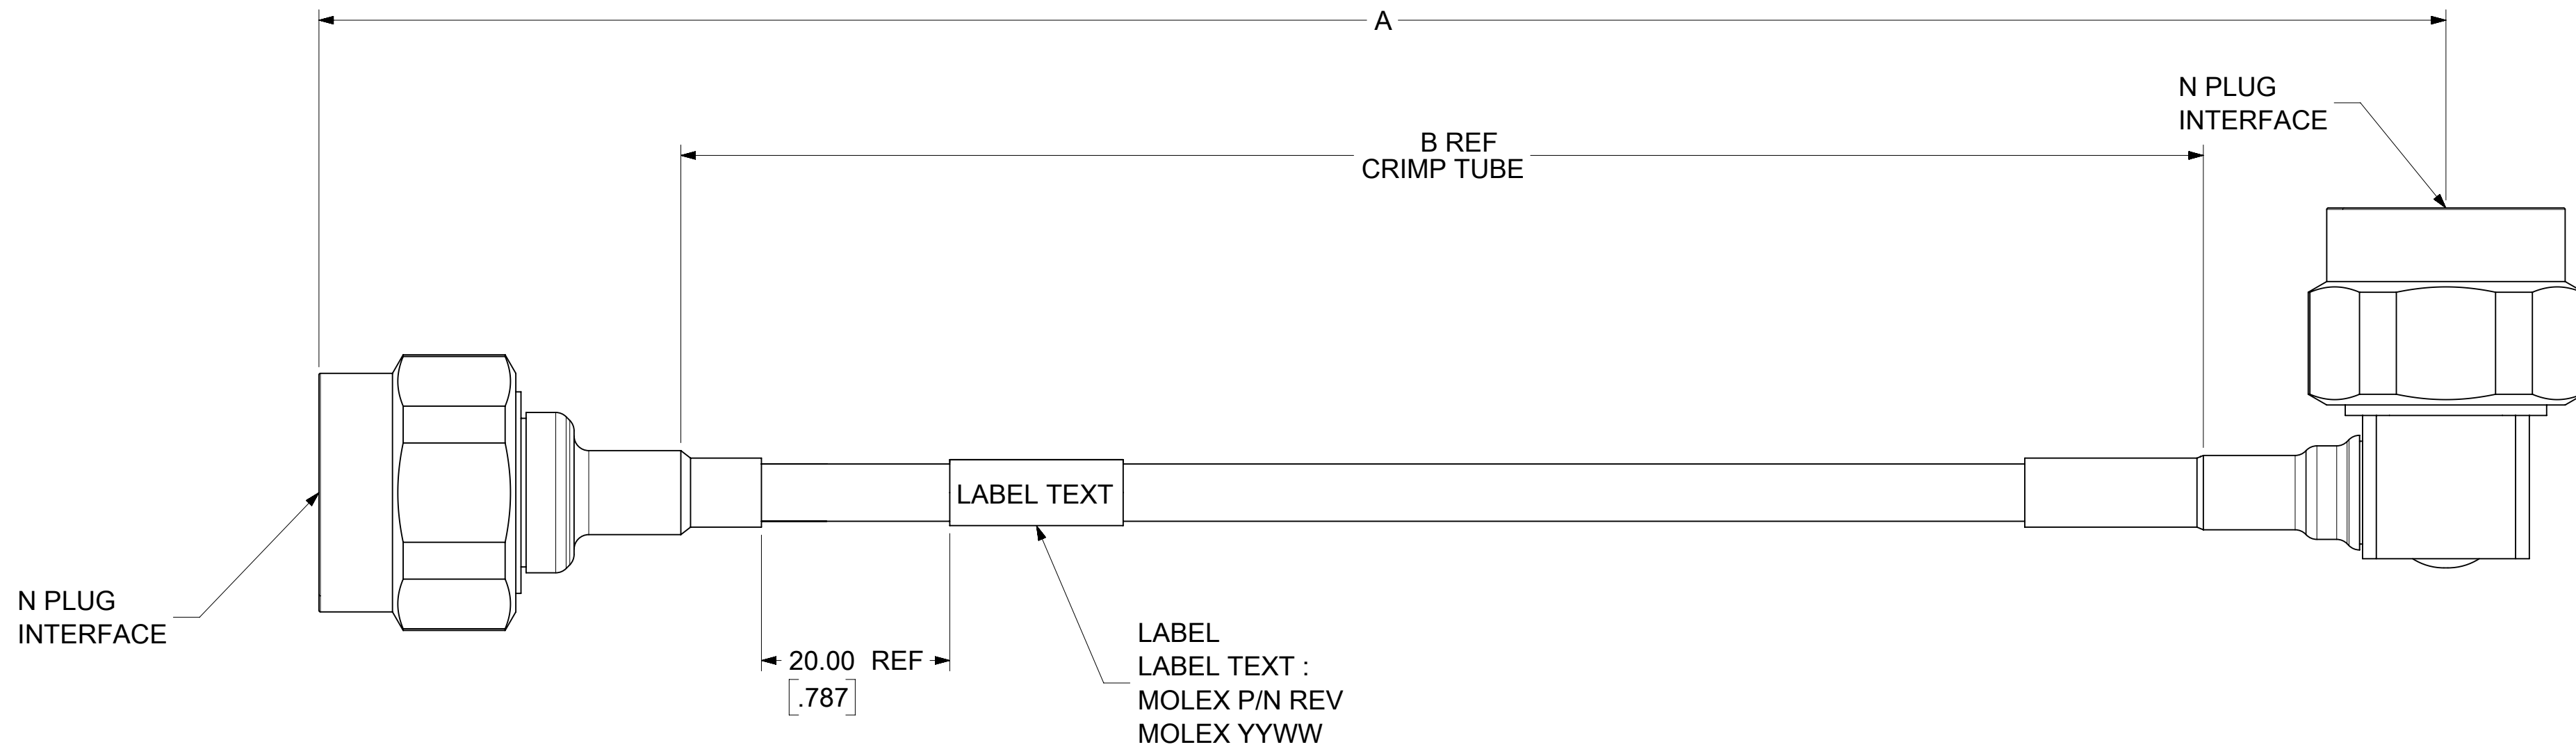 A
N PLUG
INTERFACE
B REF
CRIMP TUBE
LABEL TEXT
N PLUG
INTERFACE
20.00 REF
[.787]
LABEL
LABEL TEXT :
MOLEX P/N REV
MOLEX YYWW